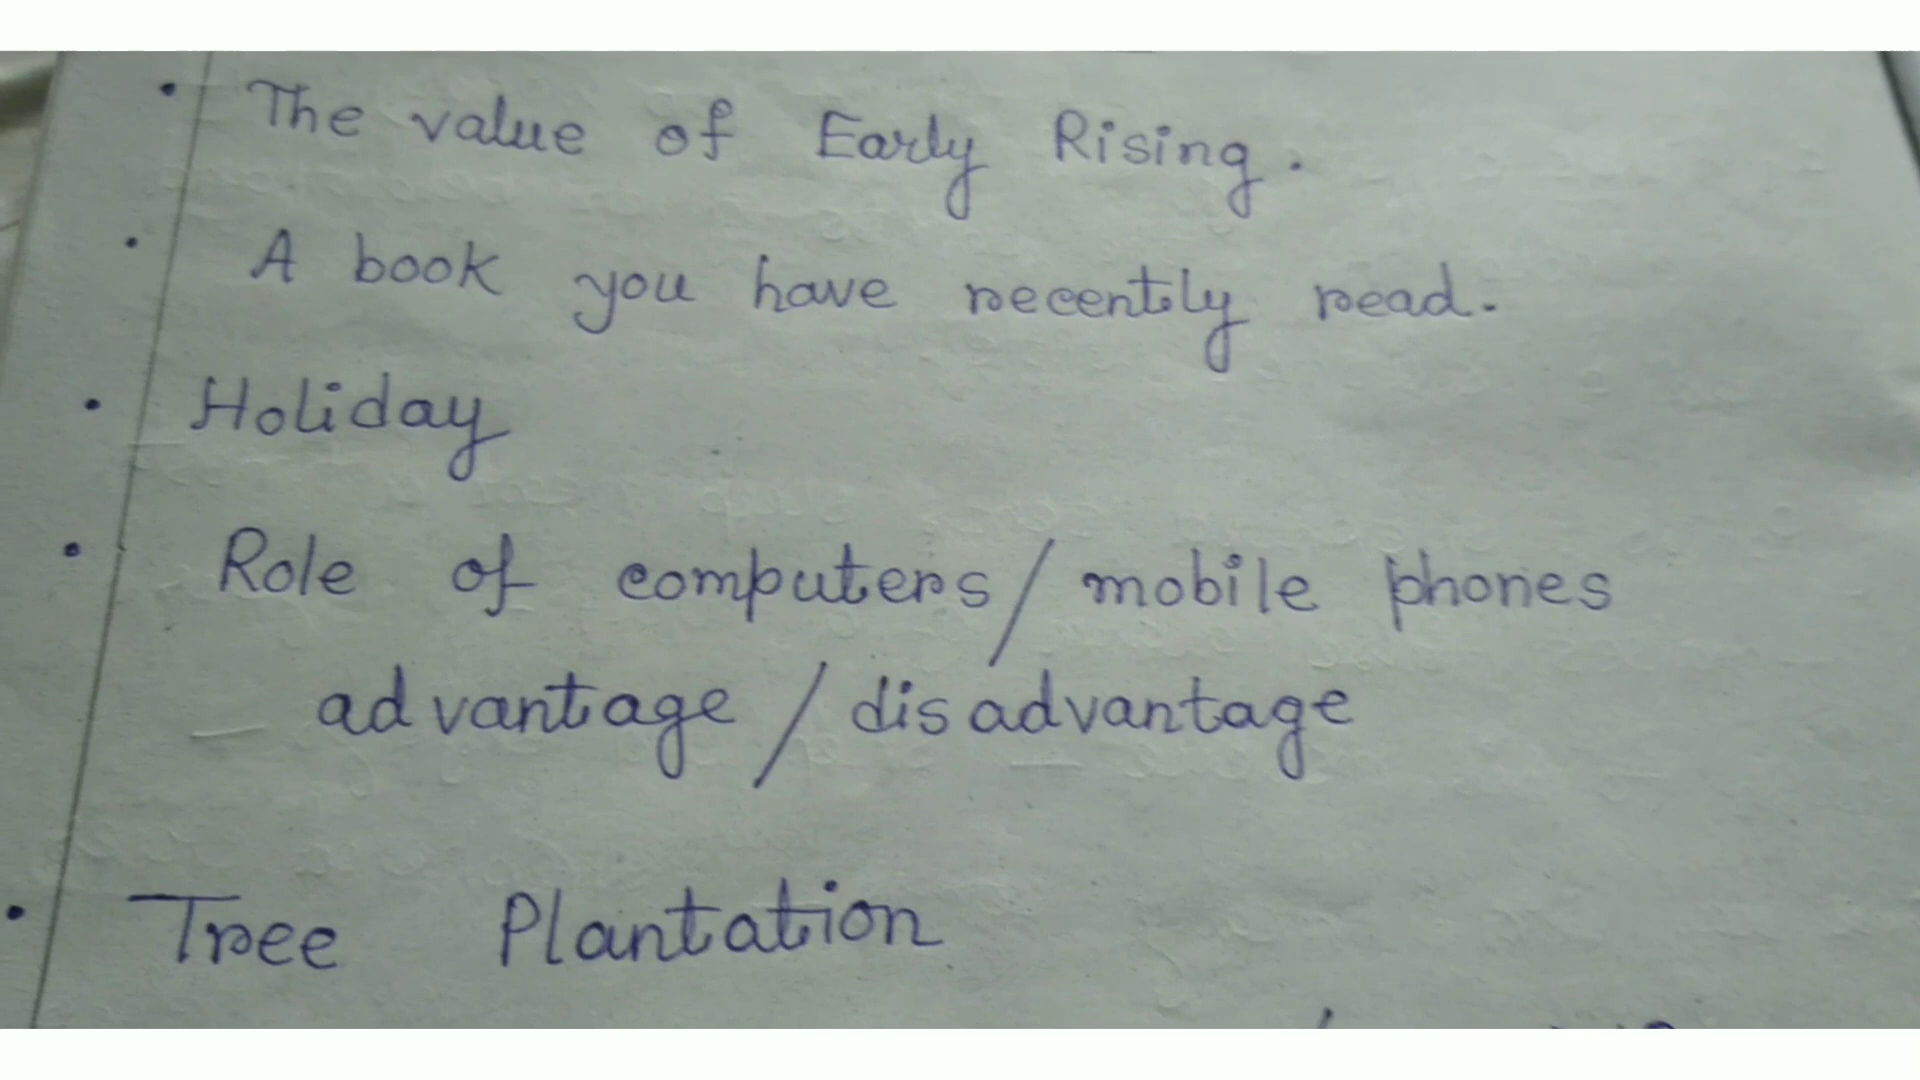 • The value of Early Rising.
• A book you have recently read.
• Holiday
• Role of computers/mobile phones
advantage/disadvantage
• Tree Plantation